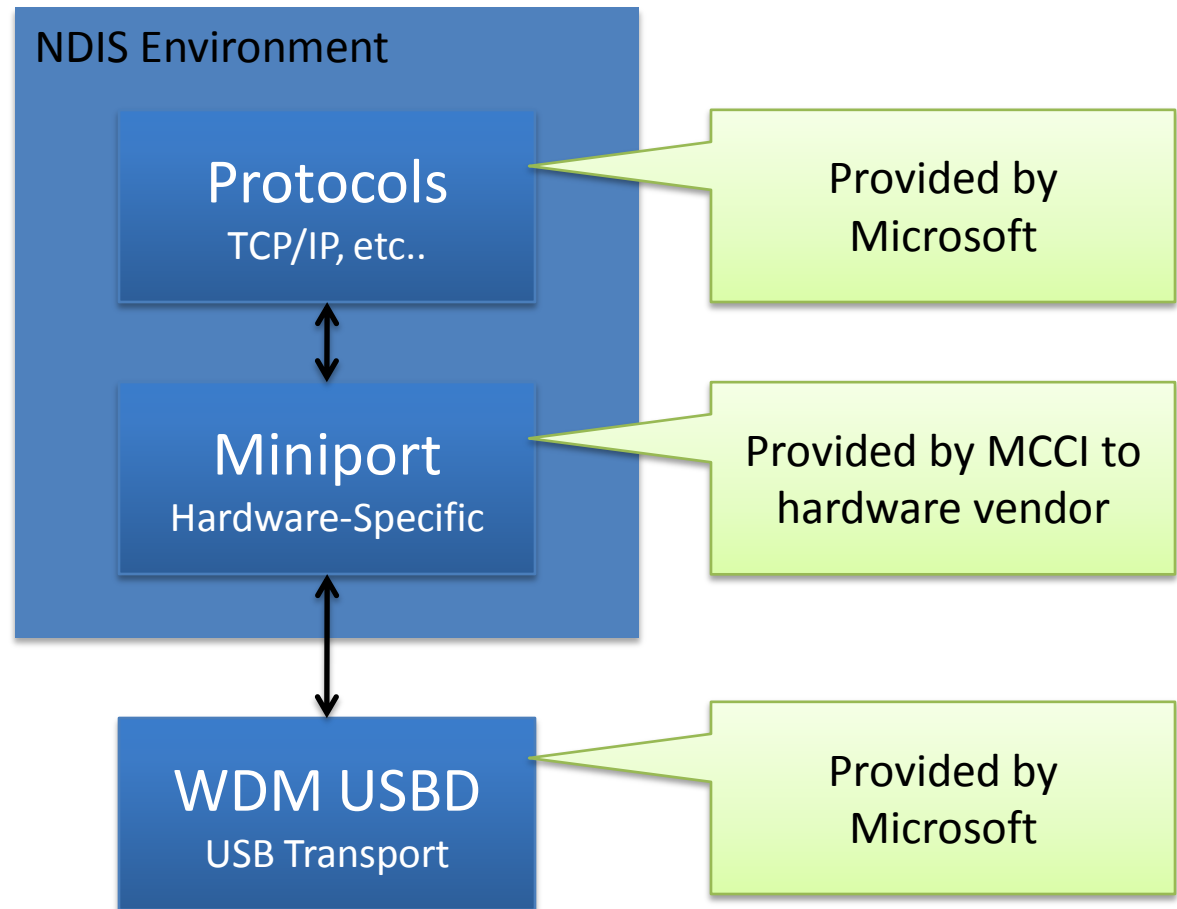 NDIS Environment
Protocols
TCP/IP, etc..
Provided by
Microsoft
Miniport
Hardware-Specific
Provided by MCCI to
hardware vendor
WDM USBD
USB Transport
Provided by
Microsoft